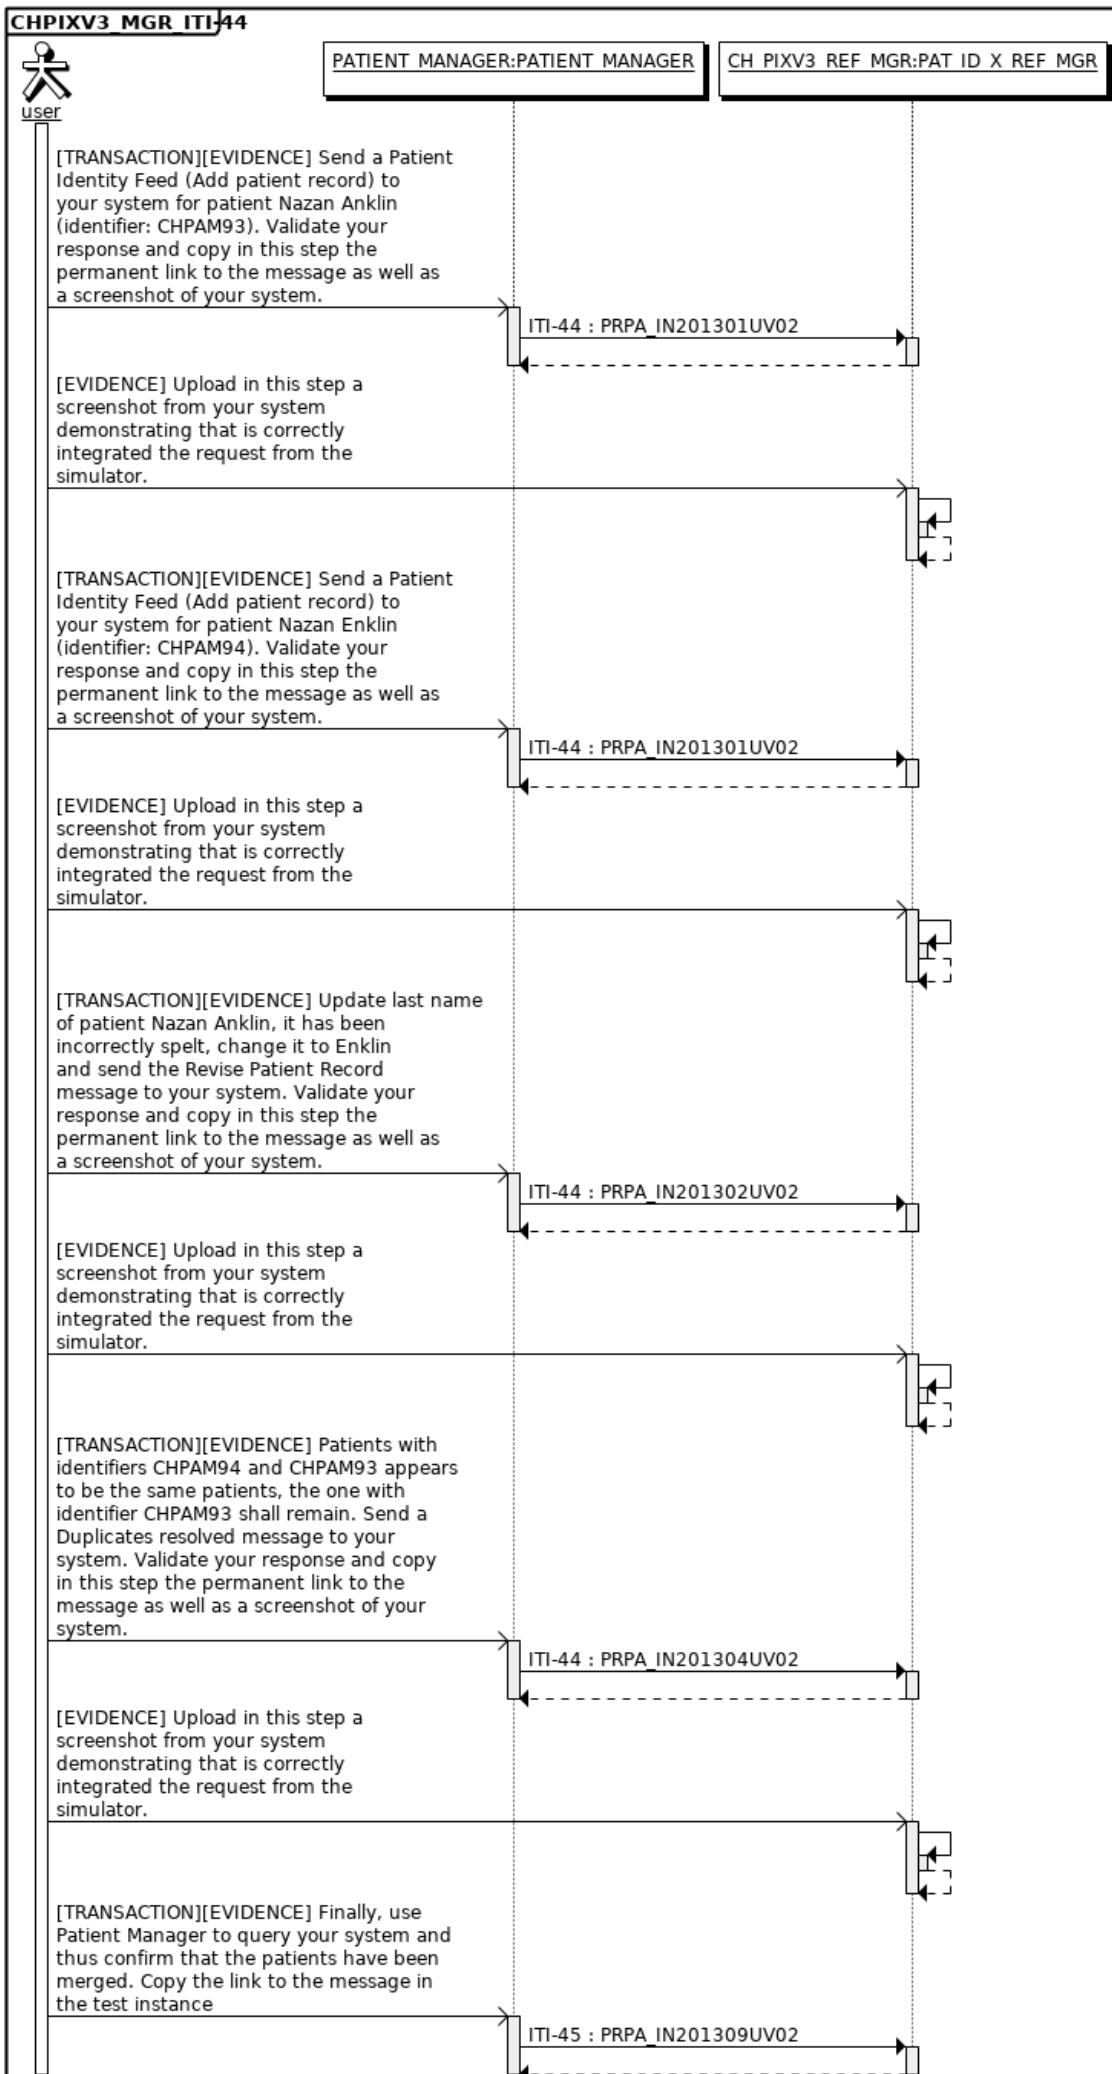 CHPIXV3_MGR_ITI-44
user
PATIENT_MANAGER:PATIENT_MANAGER
CH_PIXV3_REF_MGR:PAT_ID_X_REF_MGR
[TRANSACTION][EVIDENCE] Send a Patient
Identity Feed (Add patient record) to
your system for patient Nazan Anklin
(identifier: CHPAM93). Validate your
response and copy in this step the
permanent link to the message as well as
a screenshot of your system.
ITI-44 : PRPA_IN201301UV02
[EVIDENCE] Upload in this step a
screenshot from your system
demonstrating that is correctly
integrated the request from the
simulator.
[TRANSACTION][EVIDENCE] Send a Patient
Identity Feed (Add patient record) to
your system for patient Nazan Enklin
(identifier: CHPAM94). Validate your
response and copy in this step the
permanent link to the message as well as
a screenshot of your system.
ITI-44 : PRPA_IN201301UV02
[EVIDENCE] Upload in this step a
screenshot from your system
demonstrating that is correctly
integrated the request from the
simulator.
[TRANSACTION][EVIDENCE] Update last name
of patient Nazan Anklin, it has been
incorrectly spelt, change it to Enklin
and send the Revise Patient Record
message to your system. Validate your
response and copy in this step the
permanent link to the message as well as
a screenshot of your system.
ITI-44 : PRPA_IN201302UV02
[EVIDENCE] Upload in this step a
screenshot from your system
demonstrating that is correctly
integrated the request from the
simulator.
[TRANSACTION][EVIDENCE] Patients with
identifiers CHPAM94 and CHPAM93 appears
to be the same patients, the one with
identifier CHPAM93 shall remain. Send a
Duplicates resolved message to your
system. Validate your response and copy
in this step the permanent link to the
message as well as a screenshot of your
system.
ITI-44 : PRPA_IN201304UV02
[EVIDENCE] Upload in this step a
screenshot from your system
demonstrating that is correctly
integrated the request from the
simulator.
[TRANSACTION][EVIDENCE] Finally, use
Patient Manager to query your system and
thus confirm that the patients have been
merged. Copy the link to the message in
the test instance
ITI-45 : PRPA_IN201309UV02